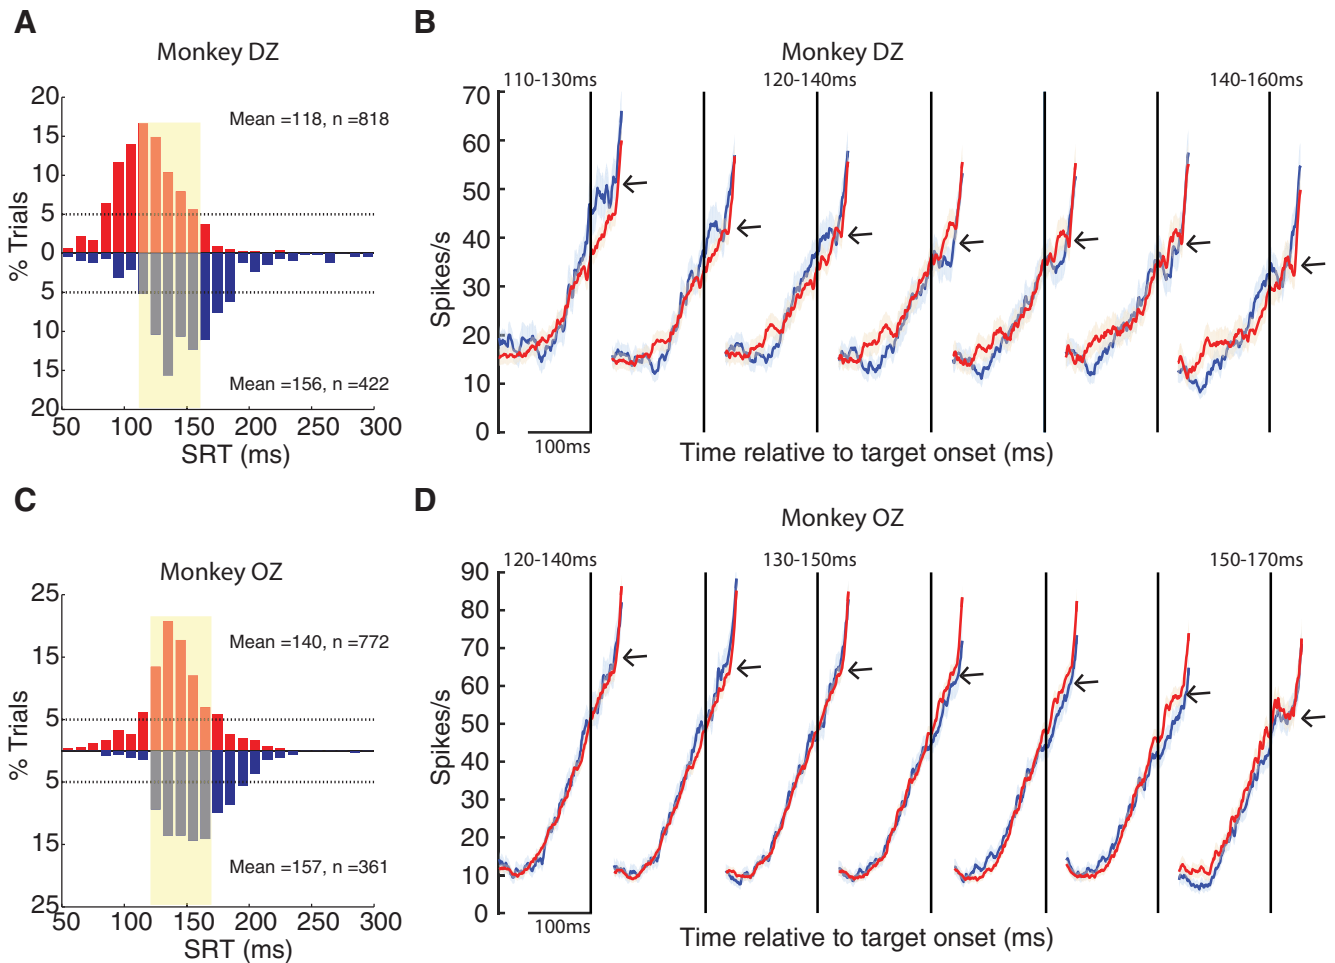 A
Monkey DZ
20
15
10
5
0
5
10
15
20
% Trials
Mean =118, n =818
Mean =156, n =422
50 100 150 200 250 300
SRT (ms)
B
Monkey DZ
110-130ms 120-140ms 140-160ms
70
60
50
40
30
20
10
0
Spikes/s
100ms
Time relative to target onset (ms)
C
Monkey OZ
25
15
5
5
15
25
% Trials
Mean =140, n =772
Mean =157, n =361
50 100 150 200 250 300
SRT (ms)
D
Monkey OZ
120-140ms 130-150ms 150-170ms
90
80
70
60
50
40
30
20
10
0
Spikes/s
100ms
Time relative to target onset (ms)